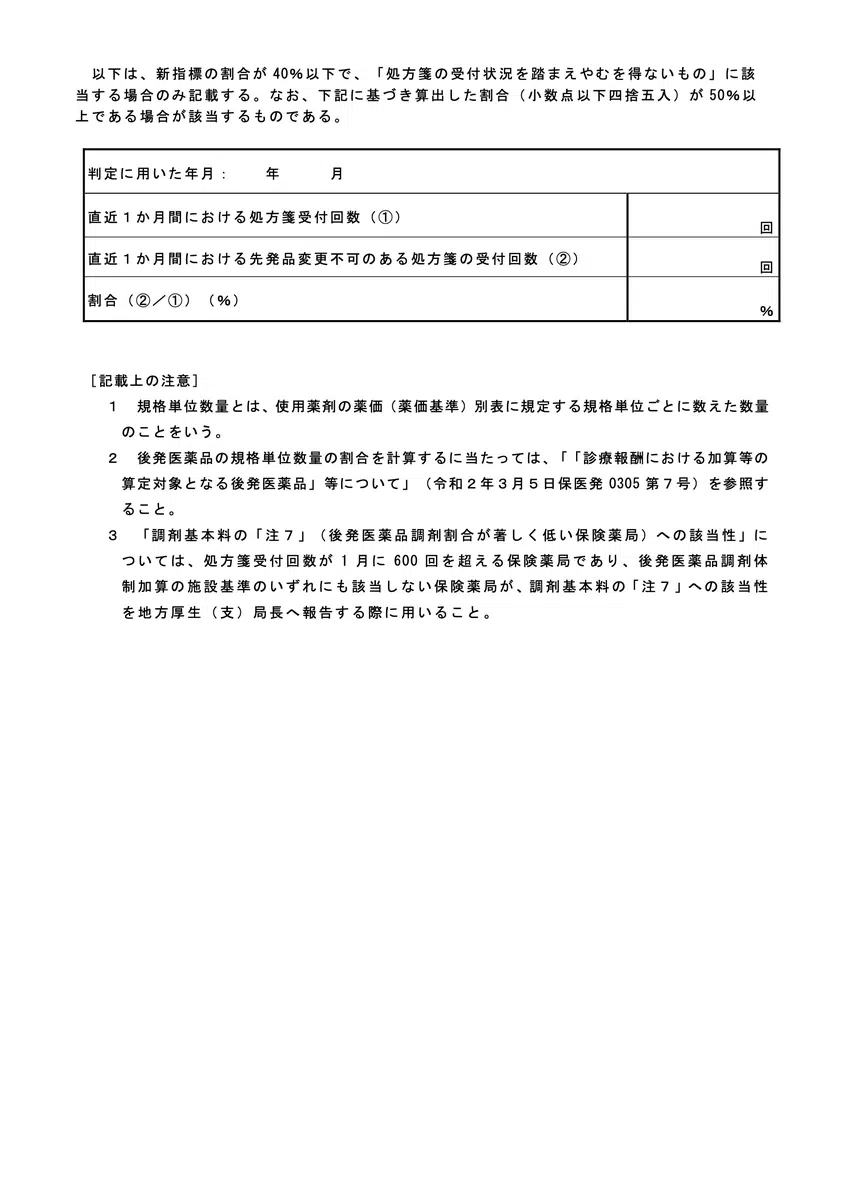 以下は、新指標の割合が 40%以下で、「処方箋の受付状況を踏まえやむを得ないもの」に該
当する場合のみ記載する。なお、下記に基づき算出した割合（小数点以下四捨五入）が 50%以
上である場合が該当するものである。
判定に用いた年月：　　年　　　月
直近１か月間における処方箋受付回数（①）
回
直近１か月間における先発品変更不可のある処方箋の受付回数（②）
回
割合（②／①）（％）
％
［記載上の注意］
１　規格単位数量とは、使用薬剤の薬価（薬価基準）別表に規定する規格単位ごとに数えた数量
のことをいう。
２　後発医薬品の規格単位数量の割合を計算するに当たっては、「「診療報酬における加算等の
算定対象となる後発医薬品」等について」（令和２年３月５日保医発 0305 第７号）を参照す
ること。
３　「調剤基本料の「注７」（後発医薬品調剤割合が著しく低い保険薬局）への該当性」に
ついては、処方箋受付回数が 1 月に 600 回を超える保険薬局であり、後発医薬品調剤体
制加算の施設基準のいずれにも該当しない保険薬局が、調剤基本料の「注７」への該当性
を地方厚生（支）局長へ報告する際に用いること。